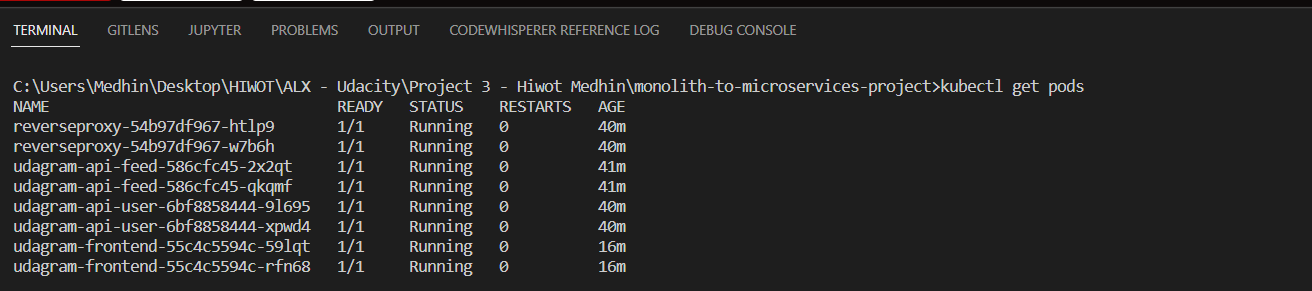 TERMINAL GITLENS JUPYTER PROBLEMS OUTPUT CODEWHISPERER REFERENCE LOG DEBUG CONSOLE
C:\Users\Medhin\Desktop\HIWOT\ALX - Udacity\Project 3 - Hiwot Medhin\monolith-to-microservices-project>kubectl get pods
NAME READY STATUS RESTARTS AGE
reverseproxy-54b97df967-htlp9 1/1 Running 0 40m
reverseproxy-54b97df967-w7b6h 1/1 Running 0 40m
udagram-api-feed-586cfc45-2x2qt 1/1 Running 0 41m
udagram-api-feed-586cfc45-qkqmf 1/1 Running 0 41m
udagram-api-user-6bf8858444-9l695 1/1 Running 0 40m
udagram-api-user-6bf8858444-xpwd4 1/1 Running 0 40m
udagram-frontend-55c4c5594c-59lqt 1/1 Running 0 16m
udagram-frontend-55c4c5594c-rfn68 1/1 Running 0 16m